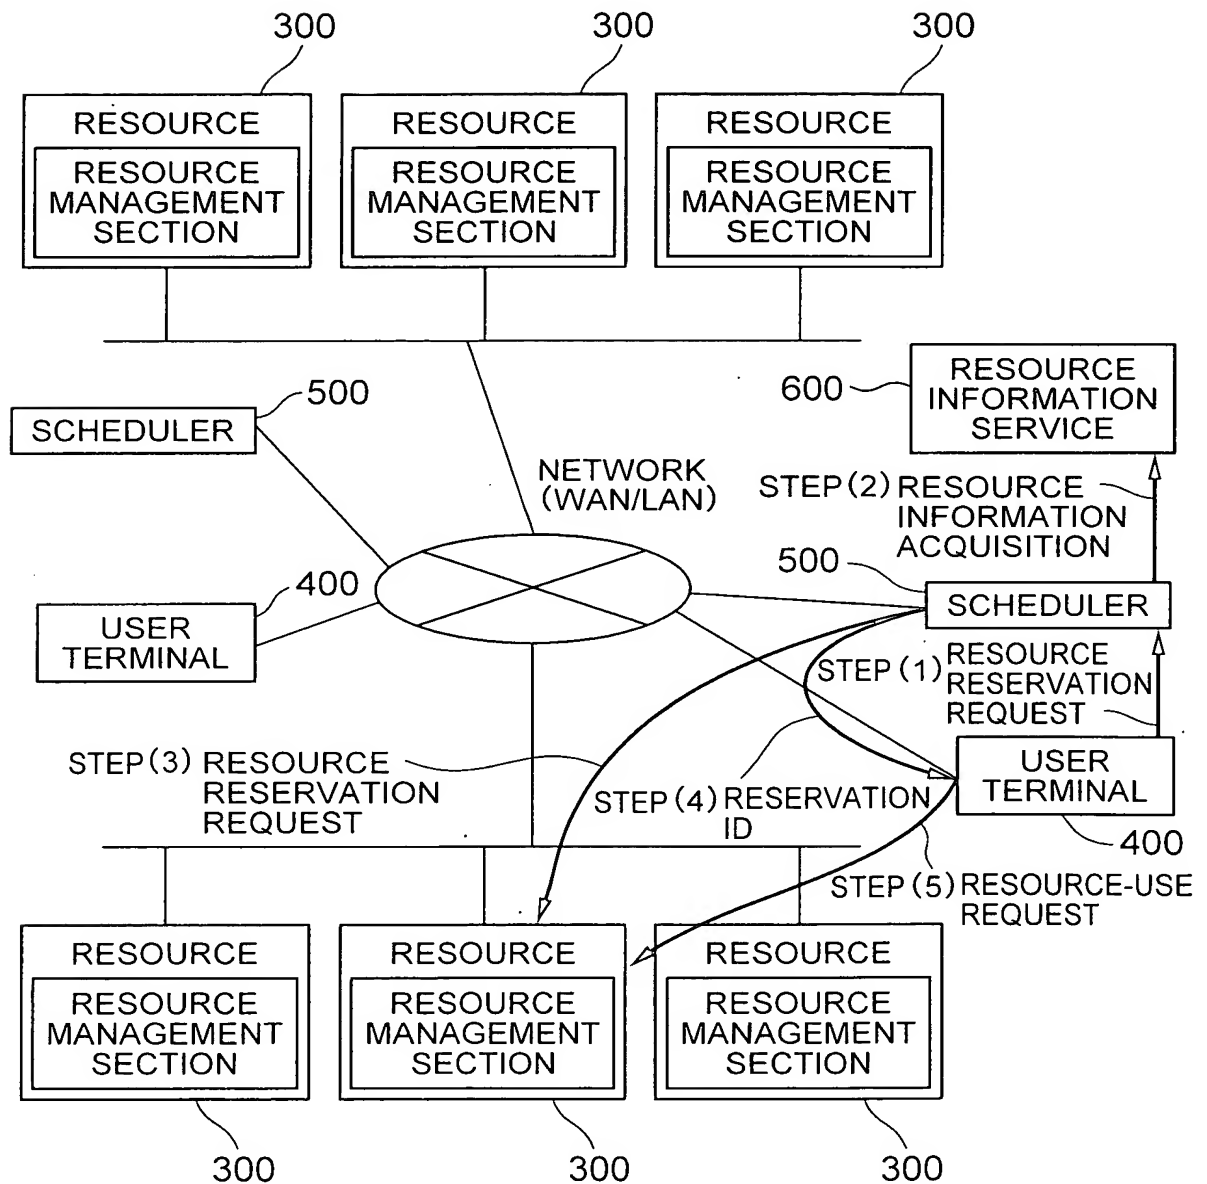 300
300
300
RESOURCE
RESOURCE
MANAGEMENT
SECTION
RESOURCE
RESOURCE
MANAGEMENT
SECTION
RESOURCE
RESOURCE
MANAGEMENT
SECTION
500
SCHEDULER
600
RESOURCE
INFORMATION
SERVICE
NETWORK
(WAN/LAN)
STEP(2) RESOURCE
INFORMATION
ACQUISITION
500
SCHEDULER
400
USER
TERMINAL
STEP(1) RESOURCE
RESERVATION
REQUEST
STEP(3) RESOURCE
RESERVATION
REQUEST
USER
TERMINAL
400
STEP(4) RESERVATION
ID
STEP(5) RESOURCE-USE
REQUEST
RESOURCE
RESOURCE
MANAGEMENT
SECTION
RESOURCE
RESOURCE
MANAGEMENT
SECTION
RESOURCE
RESOURCE
MANAGEMENT
SECTION
300
300
300